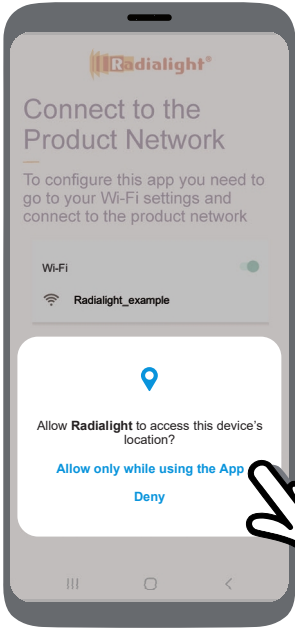 Radialight®
Connect to the
Product Network
To configure this app you need to
go to your Wi-Fi settings and
connect to the product network
Wi-Fi
Radialight_example
Allow Radialight to access this device's
location?
Allow only while using the App
Deny